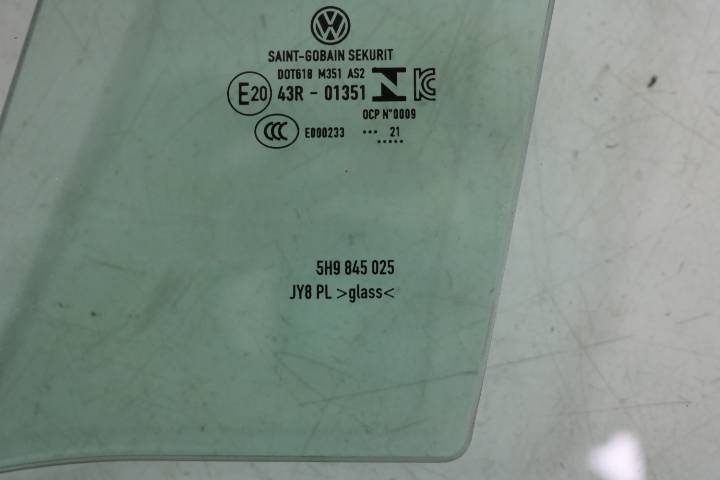 SAINT-GOBAIN SEKURIT
DOT618 M351 AS2
E20 43R - 01351
OCP N°0009
CCC E000233 ••• 21
•••••
5H9 845 025
JY8 PL >glass<